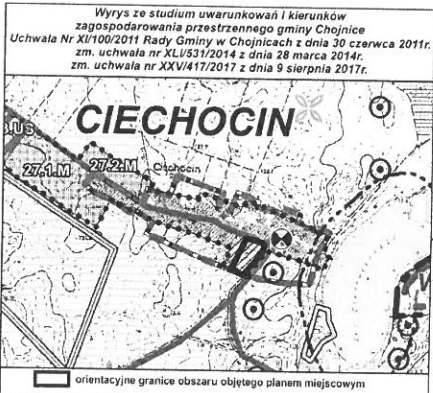 Wyrys ze studium uwarunkowań i kierunków
zagospodarowania przestrzennego gminy Chojnice
Uchwała Nr XI/100/2011 Rady Gminy w Chojnicach z dnia 30 czerwca 2011r.
zm. uchwała nr XLI/531/2014 z dnia 28 marca 2014r.
zm. uchwała nr XXV/417/2017 z dnia 9 sierpnia 2017r.
CIECHOCIN
27.1.M
27.2.M
Ciechocin
orientacyjne granice obszaru objętego planem miejscowym